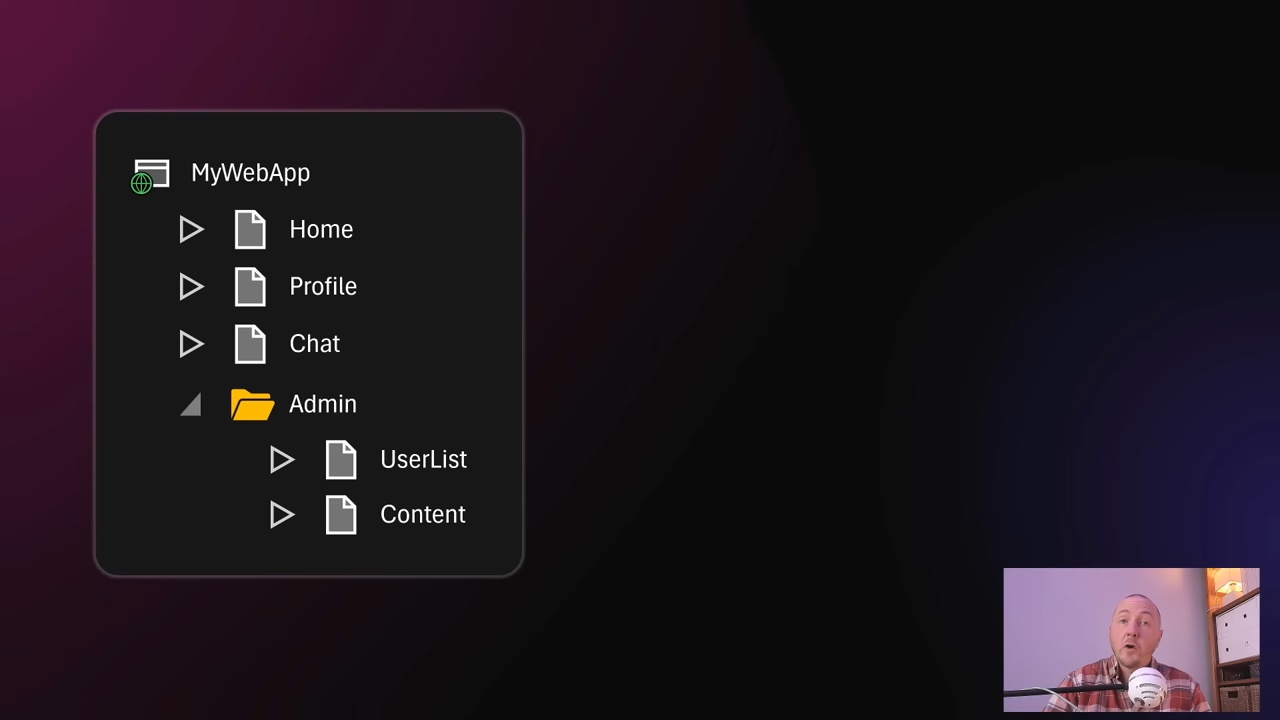 MyWebApp
Home
Profile
Chat
Admin
UserList
Content